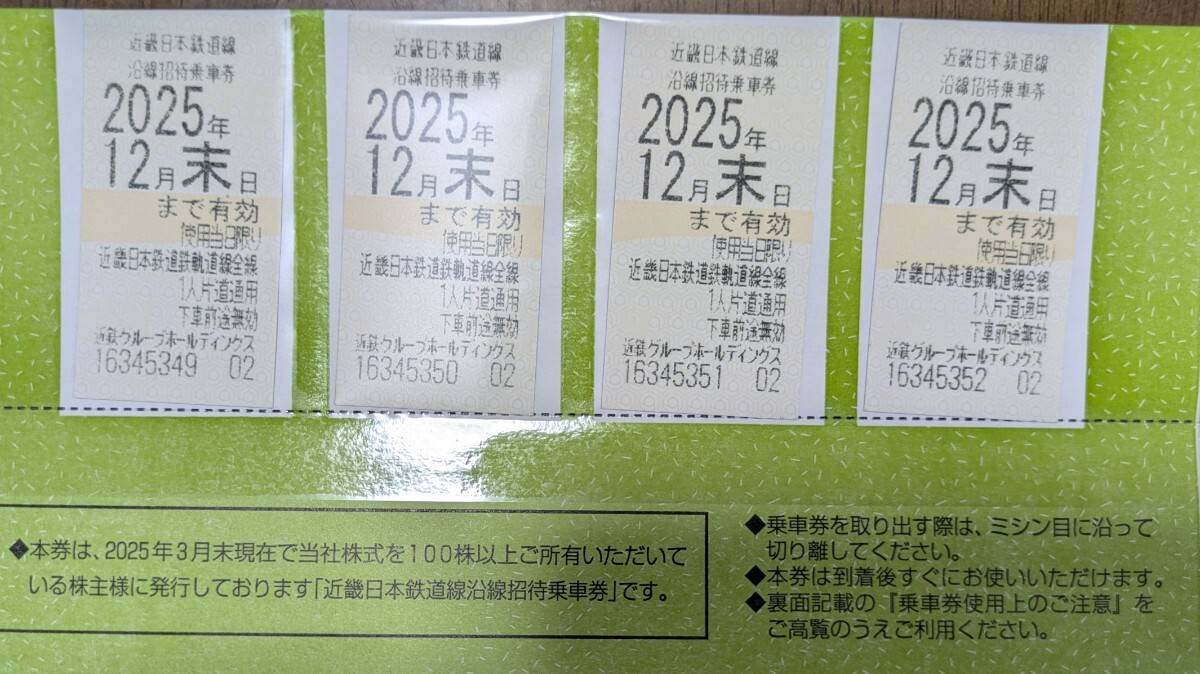 近畿日本鉄道線
沿線招待乗車券
2025年
12月末日
まで有効
使用当日限り
近畿日本鉄道鉄軌道線全線
1人片道通用
下車前途無効
近鉄グループホールディングス
16345349 02
近畿日本鉄道線
沿線招待乗車券
2025年
12月末日
まで有効
使用当日限り
近畿日本鉄道鉄軌道線全線
1人片道通用
下車前途無効
近鉄グループホールディングス
16345350 02
近畿日本鉄道線
沿線招待乗車券
2025年
12月末日
まで有効
使用当日限り
近畿日本鉄道鉄軌道線全線
1人片道通用
下車前途無効
近鉄グループホールディングス
16345351 02
近畿日本鉄道線
沿線招待乗車券
2025年
12月末日
まで有効
使用当日限り
近畿日本鉄道鉄軌道線全線
1人片道通用
下車前途無効
近鉄グループホールディングス
16345352 02
◆本券は、2025年3月末現在で当社株式を100株以上ご所有いただいて
いる株主様に発行しております「近畿日本鉄道線沿線招待乗車券」です。
◆乗車券を取り出す際は、ミシン目に沿って
切り離してください。
◆本券は到着後すぐにお使いいただけます。
◆裏面記載の『乗車券使用上のご注意』を
ご高覧のうえご利用ください。